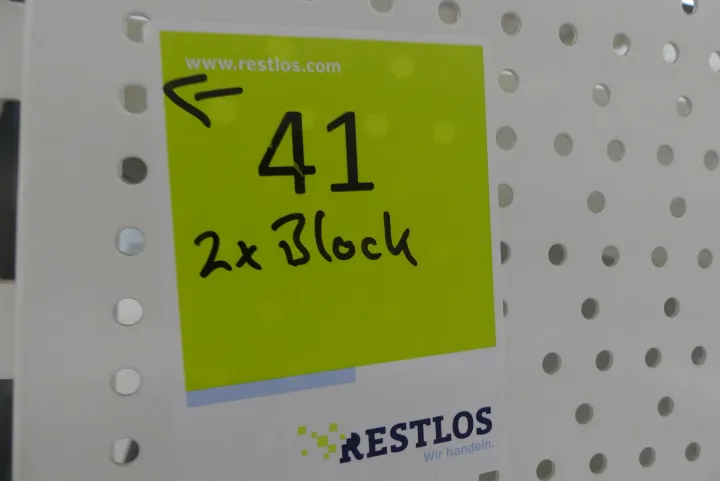 www.restlos.com
←
41
2x Block
RESTLOS
Wir handeln.